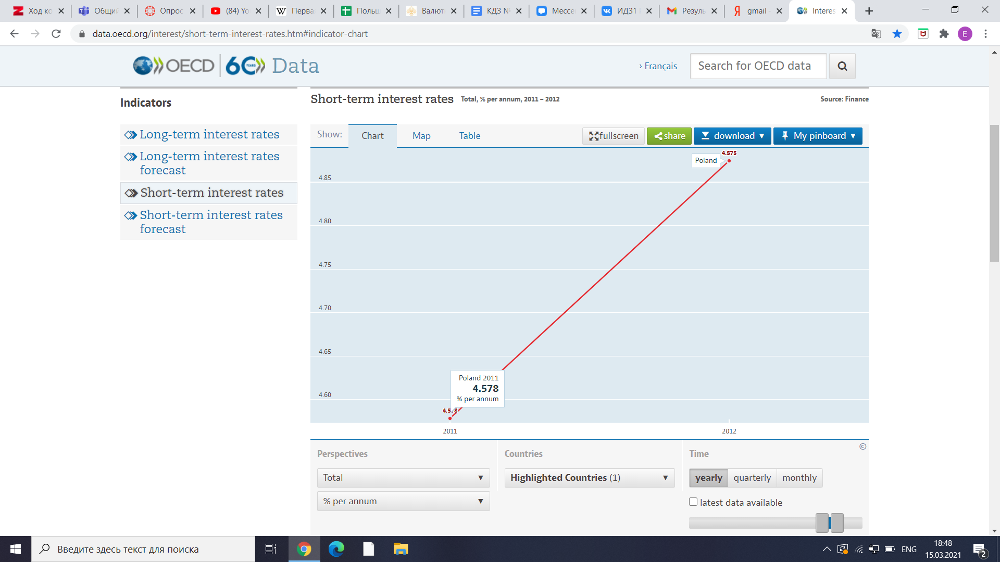 Ход ко
Общий
Опрос
(84) Yo
Перва
Польш
Валют
КДЗ №
Мессе
ИДЗ1
Резуль
gmail -
Interes
data.oecd.org/interest/short-term-interest-rates.htm#indicator-chart
E
OECD 60 YEARS Data
› Français
Search for OECD data
Indicators
Long-term interest rates
Long-term interest rates
forecast
Short-term interest rates
Short-term interest rates
forecast
Short-term interest rates Total, % per annum, 2011 – 2012 Source: Finance
Show: Chart Map Table fullscreen share download ▼ My pinboard ▼
4.875
Poland
4.85
4.80
4.75
4.70
4.65
4.60
Poland 2011
4.578
% per annum
4.578
2011 2012
©
Perspectives
Total ▼
% per annum ▼
Countries
Highlighted Countries (1) ▼
Time
yearly quarterly monthly
latest data available
Введите здесь текст для поиска
ENG
18:48
15.03.2021
2